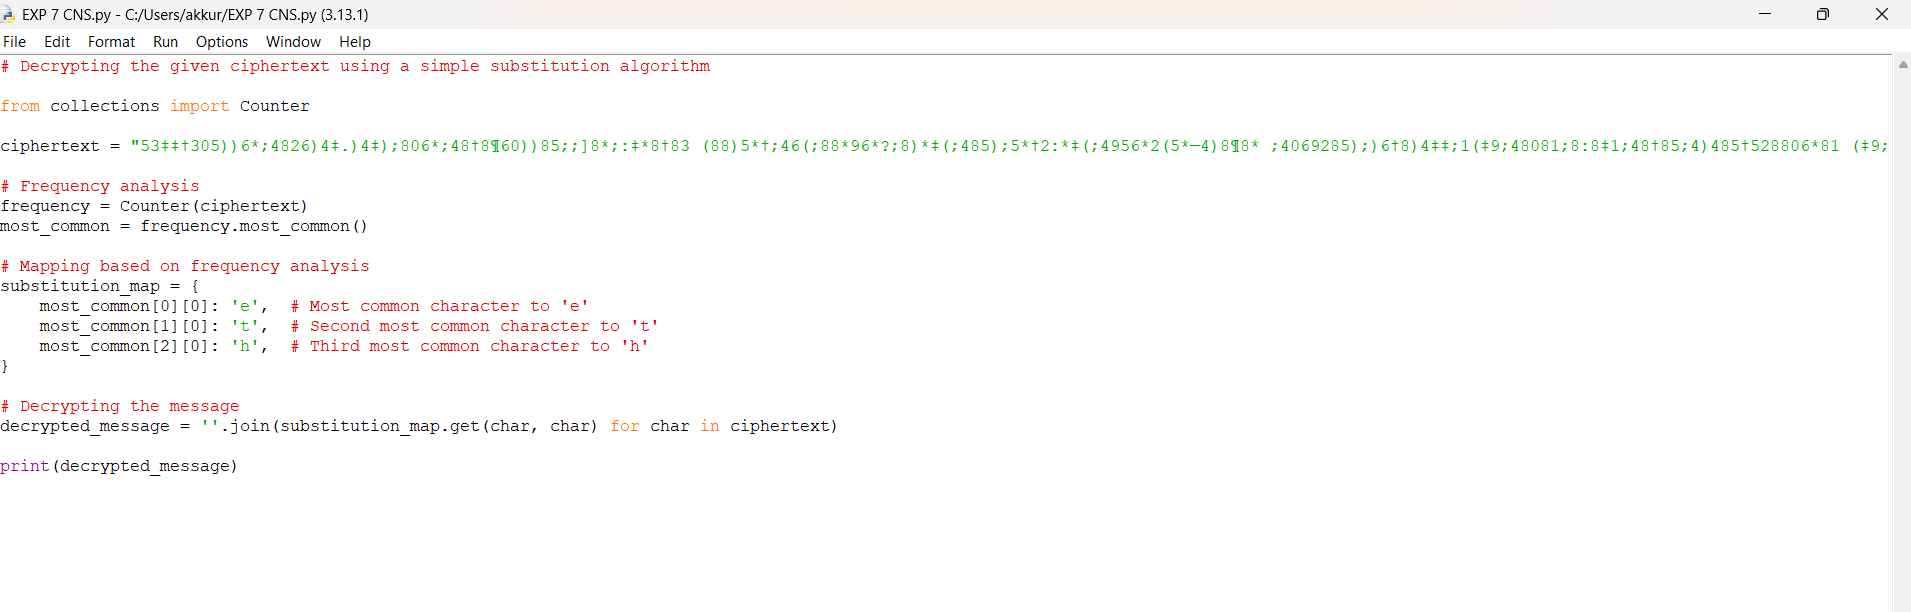 EXP 7 CNS.py - C:/Users/akkur/EXP 7 CNS.py (3.13.1)
File Edit Format Run Options Window Help
# Decrypting the given ciphertext using a simple substitution algorithm
from collections import Counter
ciphertext = "53‡‡†305))6*;4826)4‡.)4‡);806*;48†8¶60))85;;]8*;:‡*8†83 (88)5*†;46(;88*96*?;8)*‡(;485);5*†2:*‡(;4956*2(5*—4)8¶8* ;4069285);)6†8)4‡‡;1(‡9;48081;8:8‡1;48†85;4)485†528806*81 (‡9;
# Frequency analysis
frequency = Counter(ciphertext)
most_common = frequency.most_common()
# Mapping based on frequency analysis
substitution_map = {
    most_common[0][0]: 'e',  # Most common character to 'e'
    most_common[1][0]: 't',  # Second most common character to 't'
    most_common[2][0]: 'h',  # Third most common character to 'h'
}
# Decrypting the message
decrypted_message = ''.join(substitution_map.get(char, char) for char in ciphertext)
print(decrypted_message)